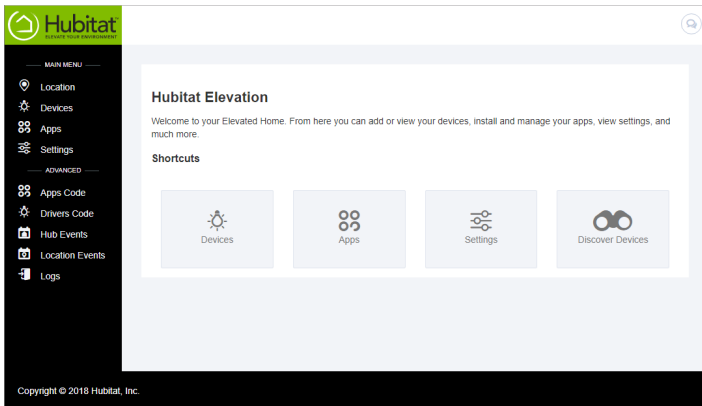 Hubitat
ELEVATE YOUR ENVIRONMENT
MAIN MENU
Location
Devices
Apps
Settings
ADVANCED
Apps Code
Drivers Code
Hub Events
Location Events
Logs
Hubitat Elevation
Welcome to your Elevated Home. From here you can add or view your devices, install and manage your apps, view settings, and
much more.
Shortcuts
Devices
Apps
Settings
Discover Devices
Copyright © 2018 Hubitat, Inc.